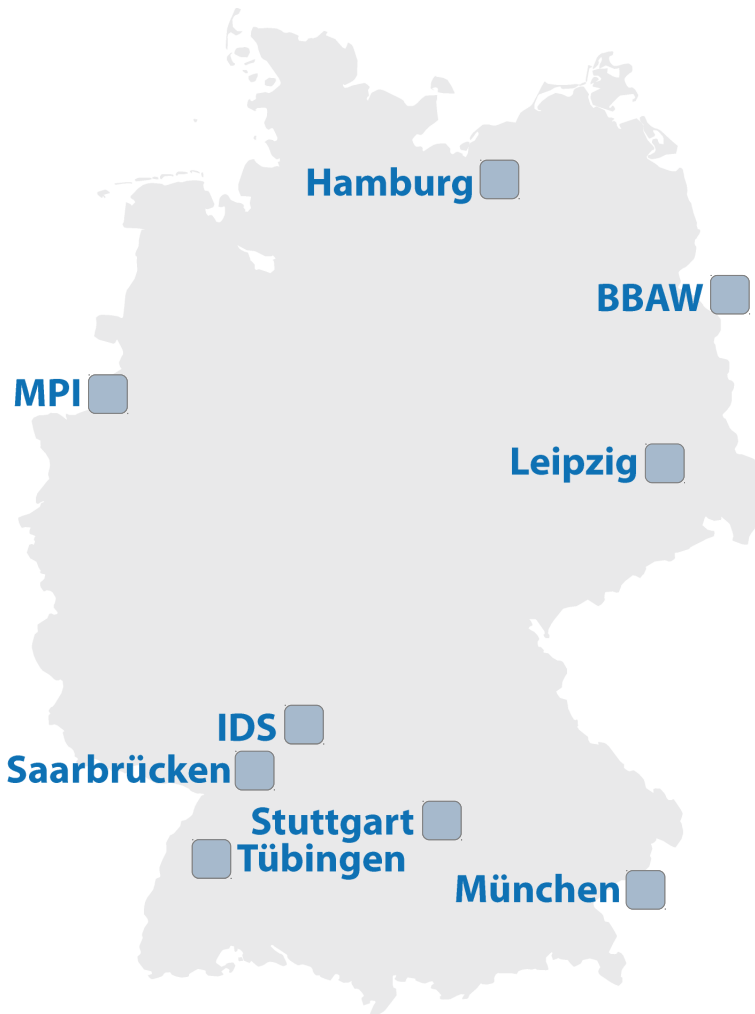 Hamburg
BBAW
MPI
Leipzig
IDS
Saarbrücken
Stuttgart
Tübingen
München